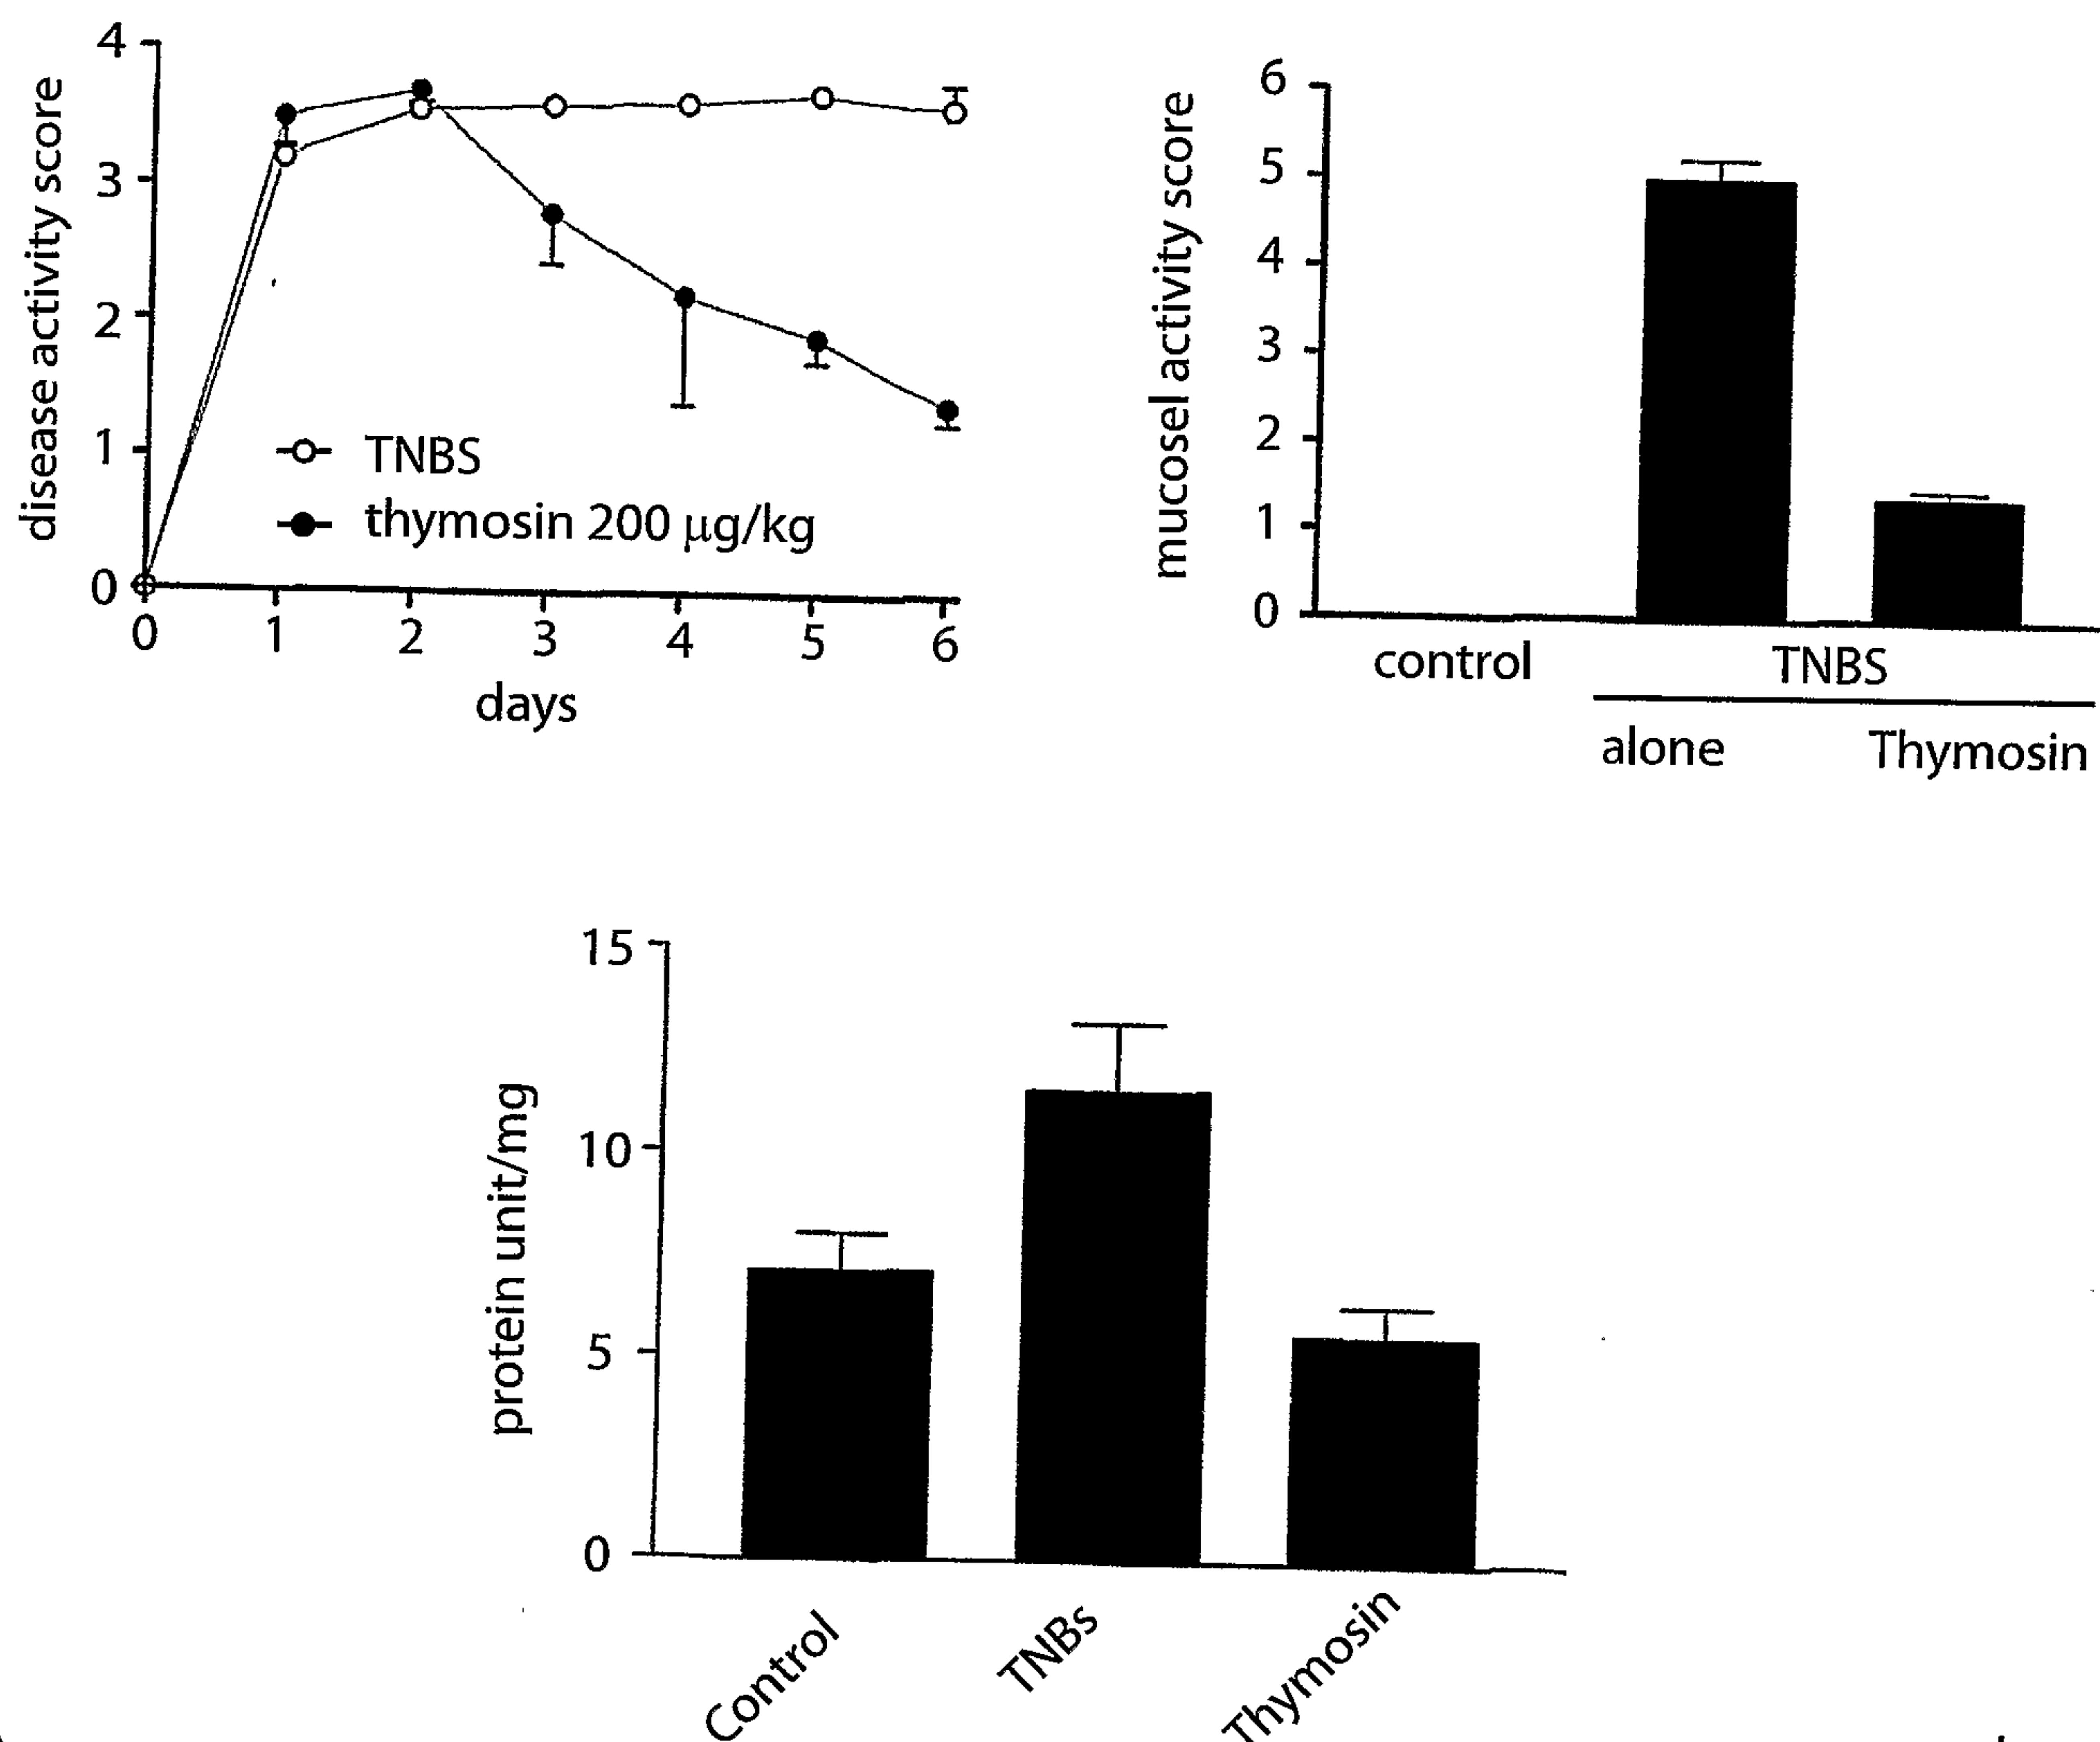 4
3
2
1
0
disease activity score
TNBS
thymosin 200 μg/kg
0 1 2 3 4 5 6
days
6
5
4
3
2
1
0
mucosel activity score
control
TNBS
alone Thymosin
15
10
5
0
protein unit/mg
Control
TNBs
Thymosin